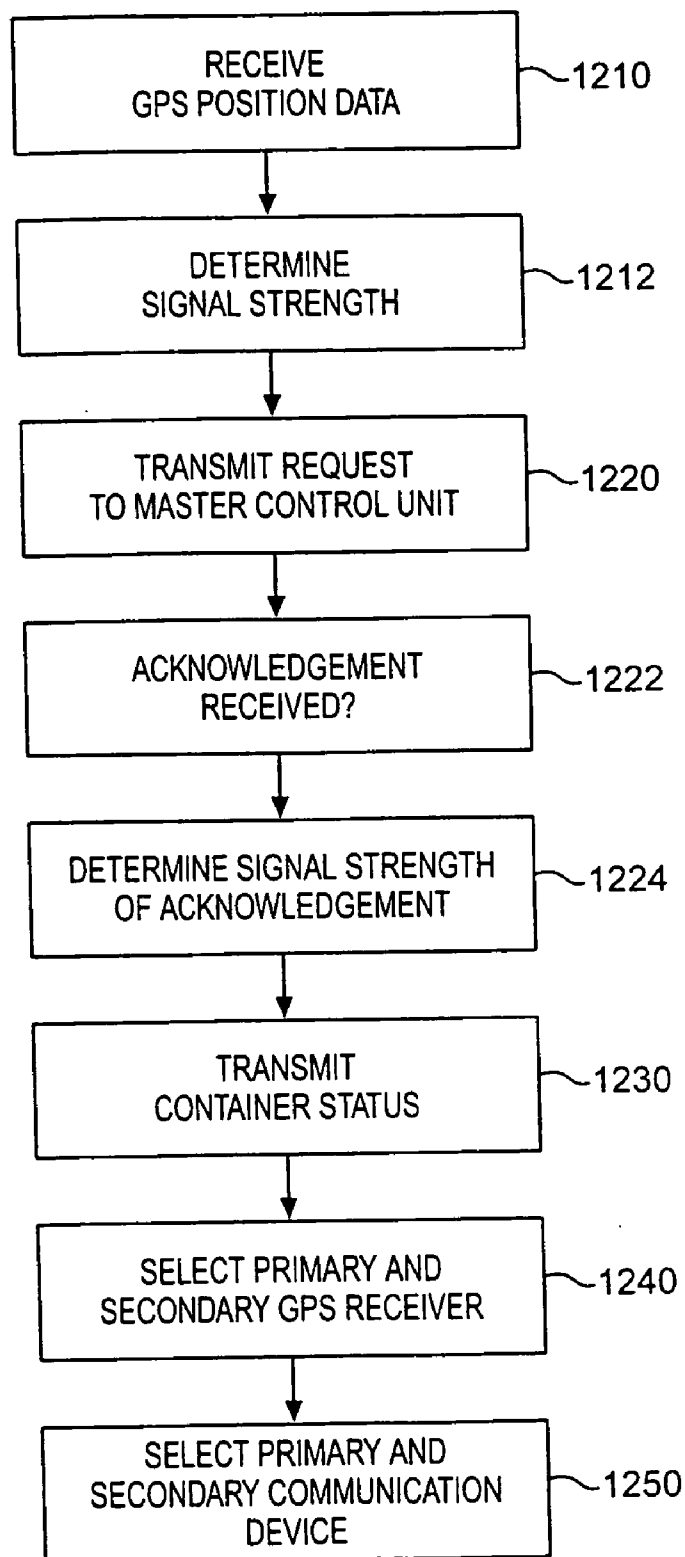 RECEIVE
GPS POSITION DATA
1210
DETERMINE
SIGNAL STRENGTH
1212
TRANSMIT REQUEST
TO MASTER CONTROL UNIT
1220
ACKNOWLEDGEMENT
RECEIVED?
1222
DETERMINE SIGNAL STRENGTH
OF ACKNOWLEDGEMENT
1224
TRANSMIT
CONTAINER STATUS
1230
SELECT PRIMARY AND
SECONDARY GPS RECEIVER
1240
SELECT PRIMARY AND
SECONDARY COMMUNICATION
DEVICE
1250